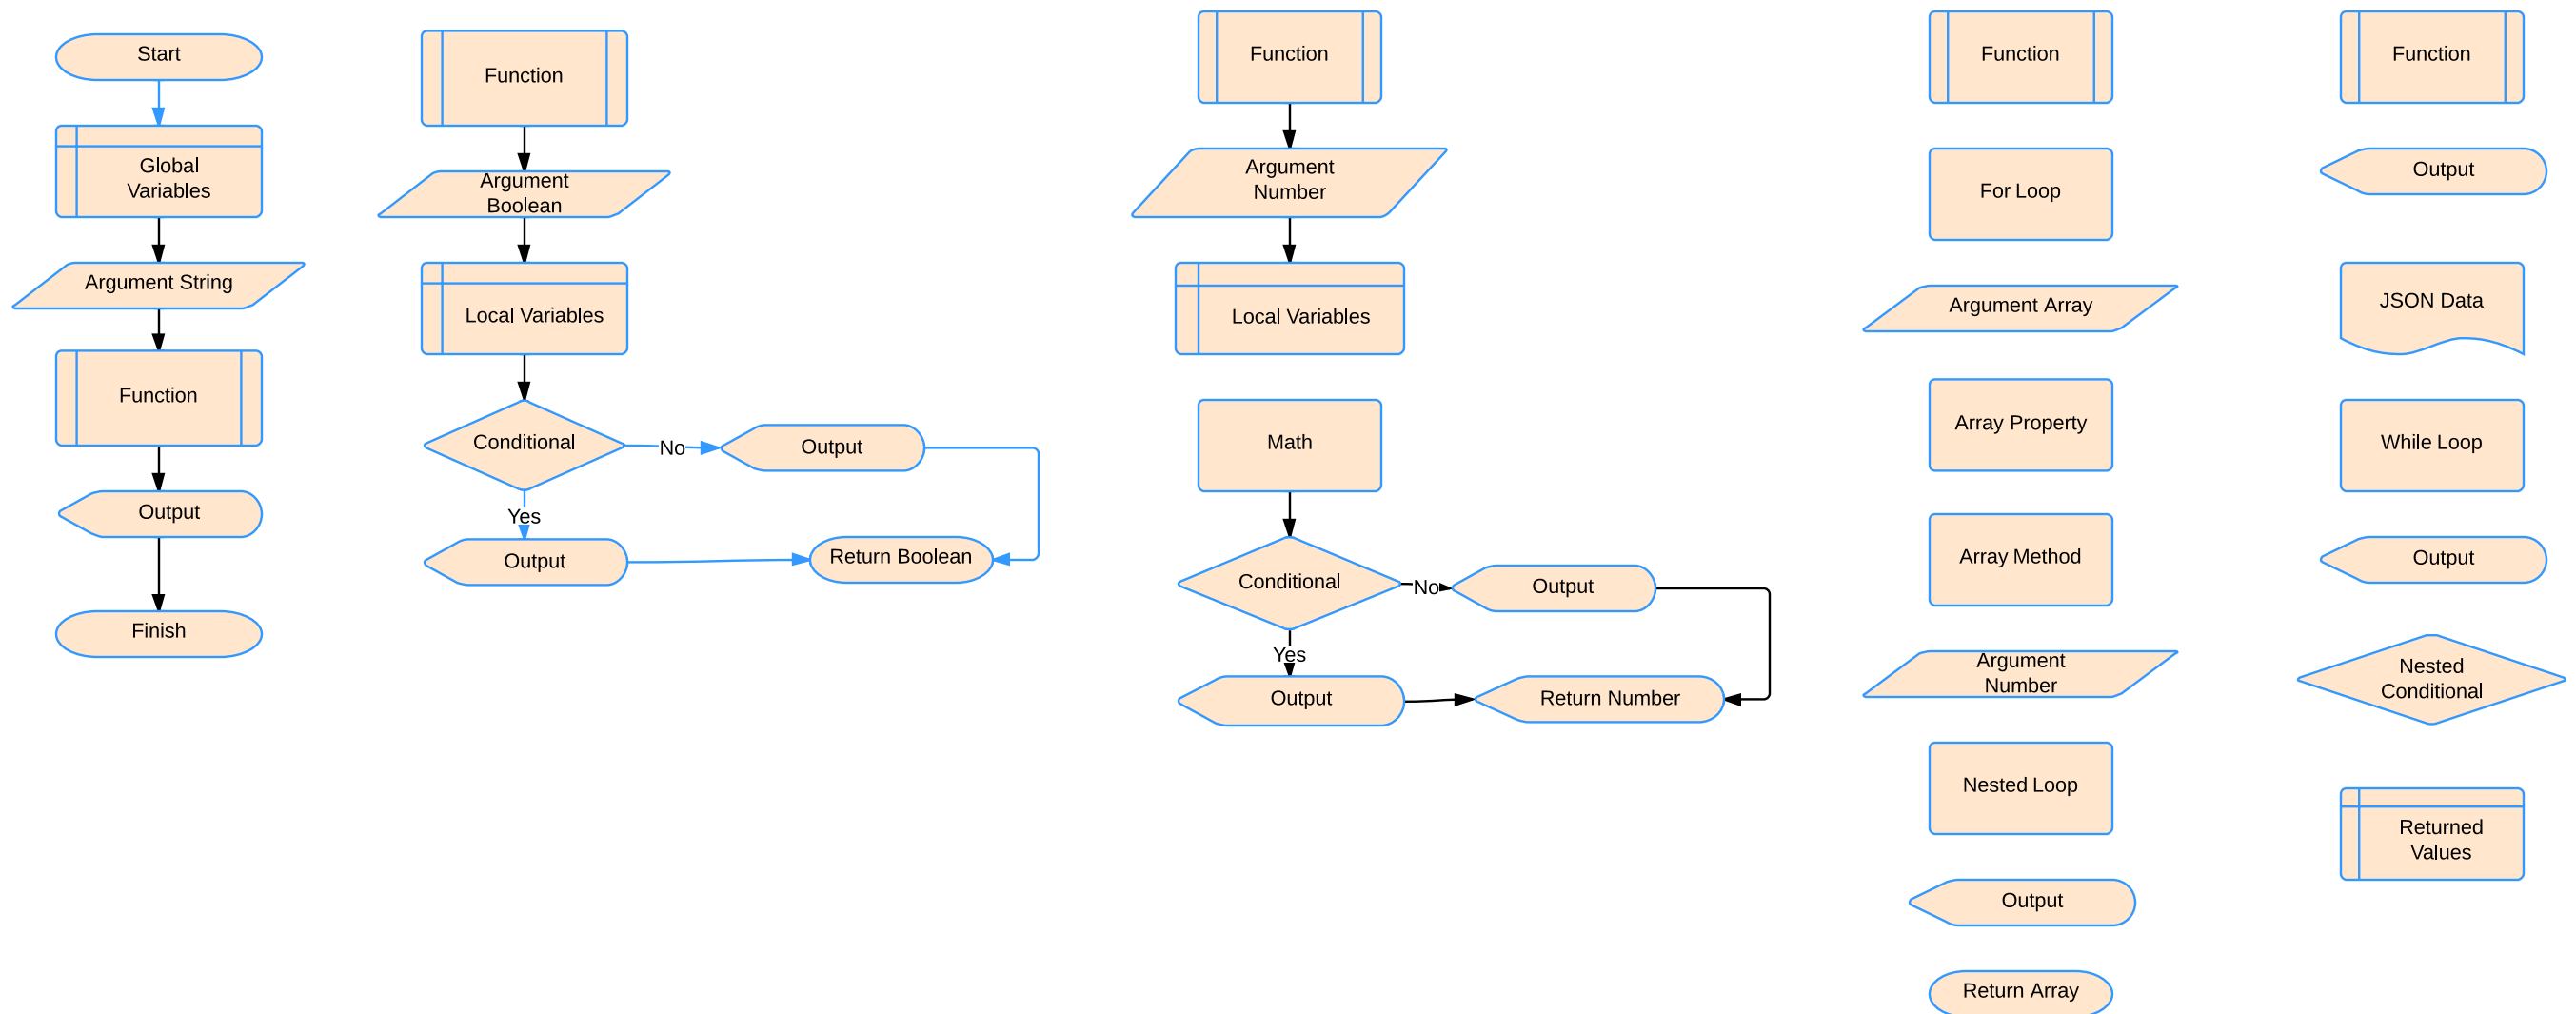 Start
Global
Variables
Argument String
Function
Output
Finish
Function
Argument
Boolean
Local Variables
Conditional
No
Output
Yes
Output
Return Boolean
Function
Argument
Number
Local Variables
Math
Conditional
No
Output
Yes
Output
Return Number
Function
For Loop
Argument Array
Array Property
Array Method
Argument
Number
Nested Loop
Output
Return Array
Function
Output
JSON Data
While Loop
Output
Nested
Conditional
Returned
Values